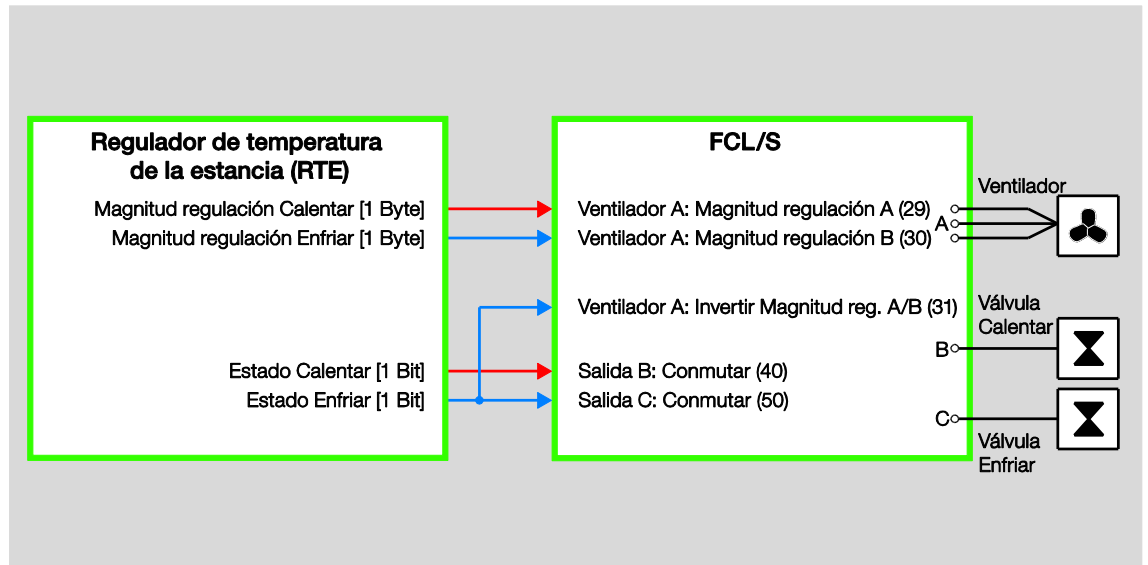 Regulador de temperatura
de la estancia (RTE)
Magnitud regulación Calentar [1 Byte]
Magnitud regulación Enfriar [1 Byte]
Estado Calentar [1 Bit]
Estado Enfriar [1 Bit]
FCL/S
Ventilador A: Magnitud regulación A (29)
Ventilador A: Magnitud regulación B (30)
Ventilador A: Invertir Magnitud reg. A/B (31)
Salida B: Conmutar (40)
Salida C: Conmutar (50)
A
B
C
Ventilador
Válvula
Calentar
Válvula
Enfriar